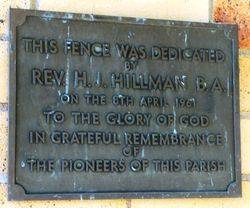 THIS FENCE WAS DEDICATED
BY
REV. H. J. HILLMAN B.A.
ON THE 8TH APRIL 1961
TO THE GLORY OF GOD
IN GRATEFUL REMEMBRANCE
OF
THE PIONEERS OF THIS PARISH